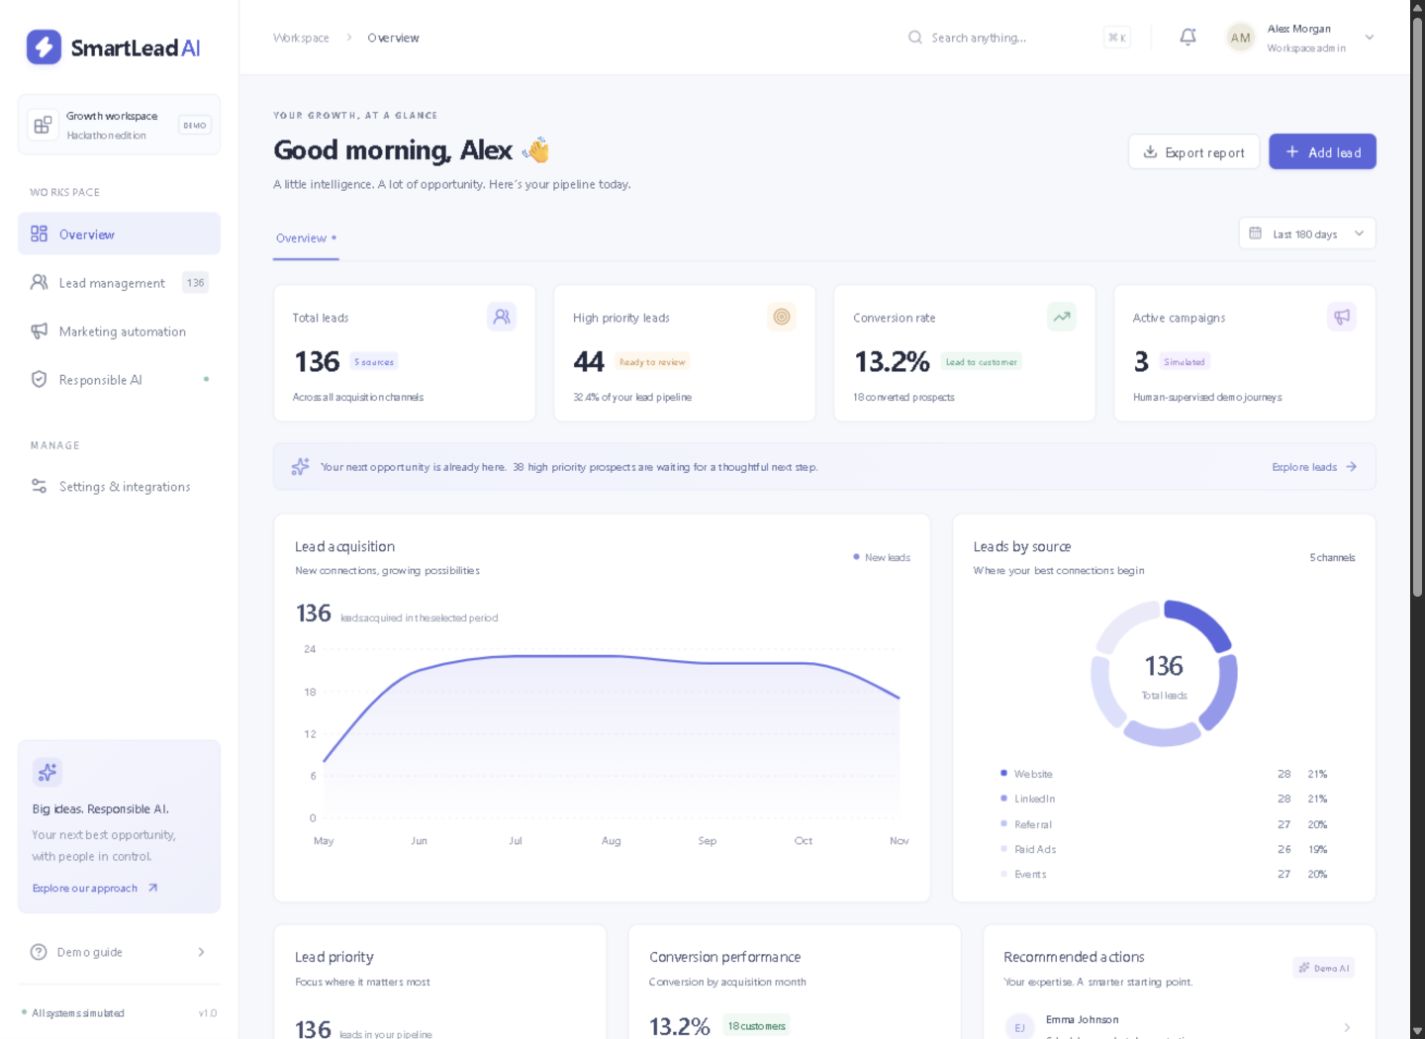 SmartLead AI
Growth workspace
Hackathon edition
DEMO
WORKSPACE
Overview
Lead management
136
Marketing automation
Responsible AI
MANAGE
Settings & integrations
Big ideas. Responsible AI.
Your next best opportunity,
with people in control.
Explore our approach
Demo guide
All systems simulated
v1.0
Workspace
Overview
Search anything...
⌘K
AM
Alex Morgan
Workspace admin
YOUR GROWTH, AT A GLANCE
Good morning, Alex 👋
A little intelligence. A lot of opportunity. Here's your pipeline today.
Export report
Add lead
Overview
Last 180 days
Total leads
136
5 sources
Across all acquisition channels
High priority leads
44
Ready to review
32.4% of your lead pipeline
Conversion rate
13.2%
Lead to customer
18 converted prospects
Active campaigns
3
Simulated
Human-supervised demo journeys
Your next opportunity is already here. 38 high priority prospects are waiting for a thoughtful next step.
Explore leads
Lead acquisition
New connections, growing possibilities
New leads
136 leads acquired in the selected period
24
18
12
6
0
May Jun Jul Aug Sep Oct Nov
Leads by source
Where your best connections begin
5 channels
136
Total leads
Website 28 21%
LinkedIn 28 21%
Referral 27 20%
Paid Ads 26 19%
Events 27 20%
Lead priority
Focus where it matters most
136 leads in your pipeline
Conversion performance
Conversion by acquisition month
13.2%
18 customers
Recommended actions
Your expertise. A smarter starting point.
Demo AI
EJ
Emma Johnson